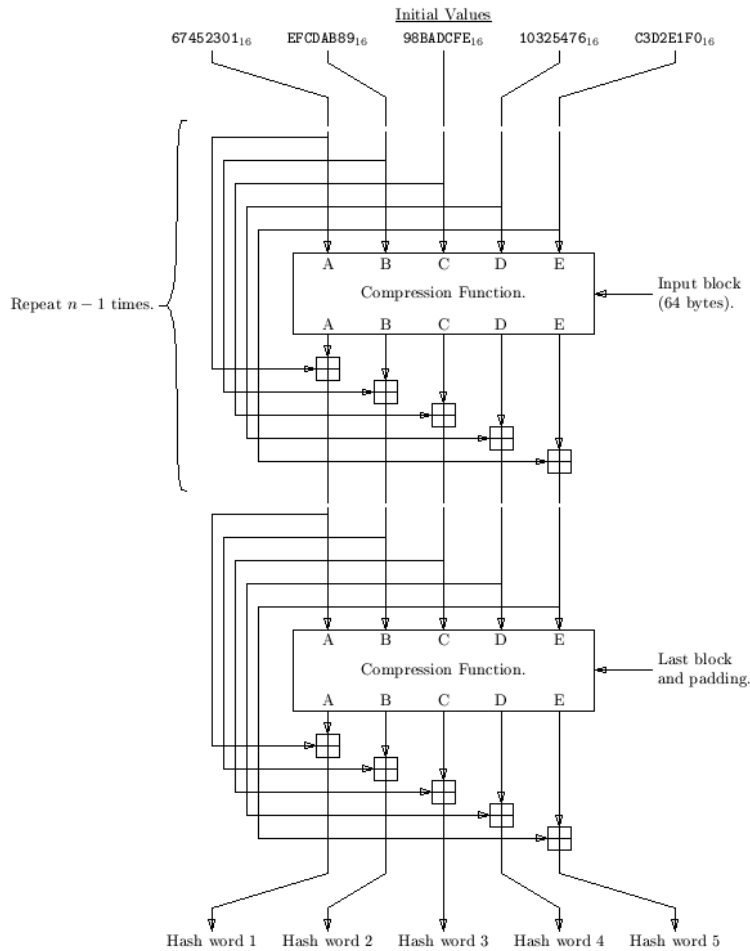 Initial Values
67452301₁₆ EFCDAB89₁₆ 98BADCFE₁₆ 10325476₁₆ C3D2E1F0₁₆
A B C D E
Compression Function.
Input block
(64 bytes).
Repeat n − 1 times.
A B C D E
A B C D E
Compression Function.
Last block
and padding.
A B C D E
Hash word 1 Hash word 2 Hash word 3 Hash word 4 Hash word 5